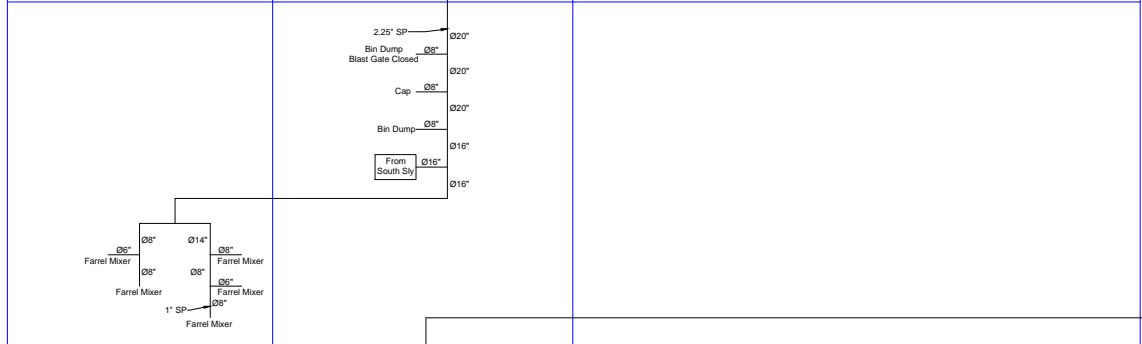 2.25" SP
Ø20"
Bin Dump
Blast Gate Closed
Ø8"
Ø20"
Cap
Ø8"
Ø20"
Bin Dump
Ø8"
Ø16"
From
South Sly
Ø16"
Ø16"
Ø8"
Ø14"
Ø6"
Farrel Mixer
Ø8"
Farrel Mixer
Ø8"
Ø8"
Ø6"
Farrel Mixer
Farrel Mixer
1" SP
Ø8"
Farrel Mixer